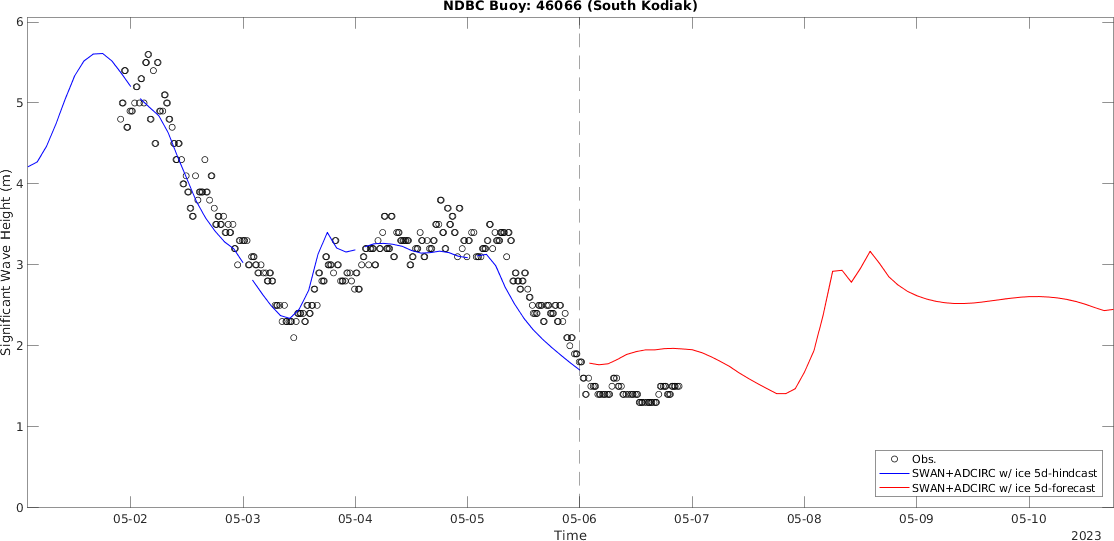 NDBC Buoy: 46066 (South Kodiak)
Significant Wave Height (m)
6
5
4
3
2
1
0
Obs.
SWAN+ADCIRC w/ ice 5d-hindcast
SWAN+ADCIRC w/ ice 5d-forecast
05-02 05-03 05-04 05-05 05-06 05-07 05-08 05-09 05-10
Time
2023